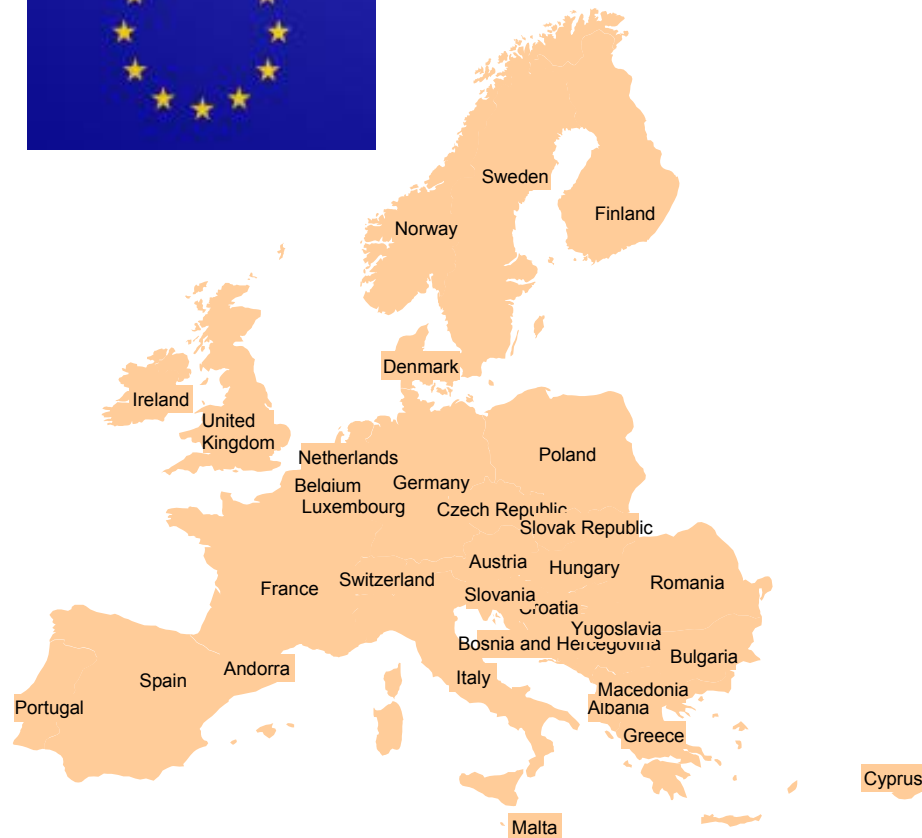 Sweden
Finland
Norway
Denmark
Ireland
United
Kingdom
Netherlands
Poland
Belgium
Germany
Luxembourg
Czech Republic
Slovak Republic
Austria
Hungary
France
Switzerland
Romania
Slovania
Croatia
Yugoslavia
Bosnia and Hercegovina
Bulgaria
Andorra
Spain
Italy
Macedonia
Portugal
Albania
Greece
Cyprus
Malta